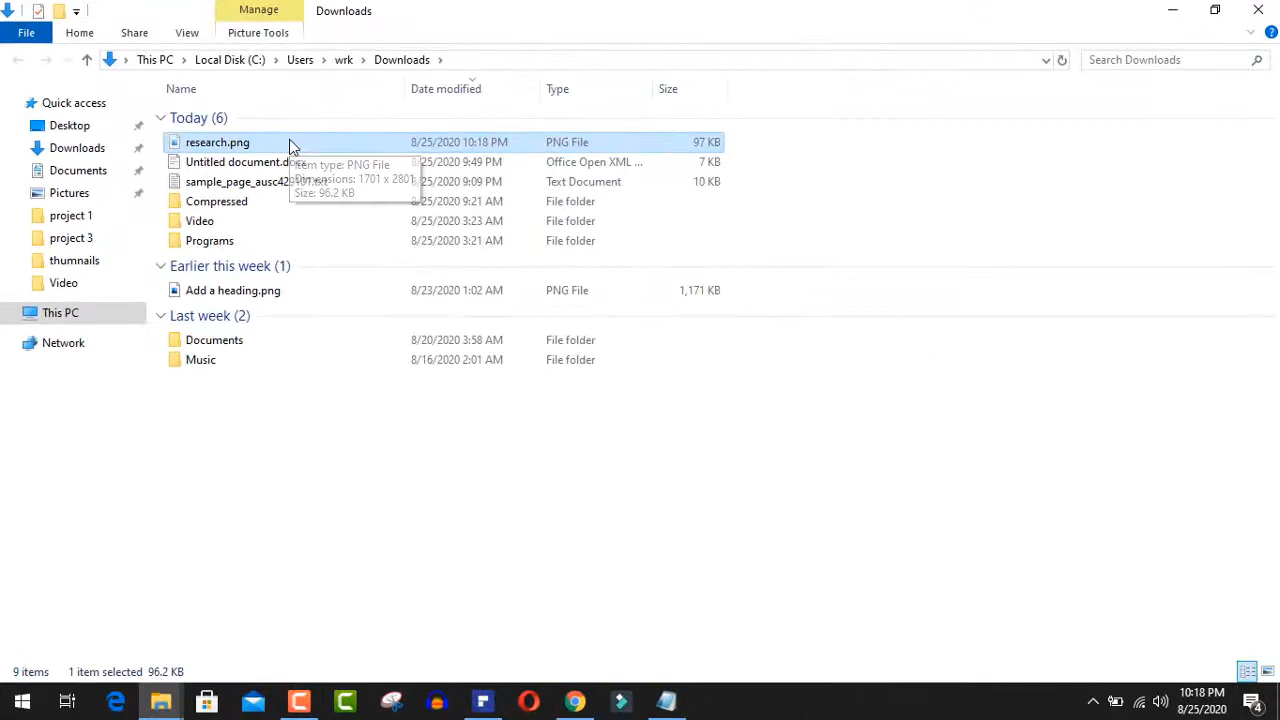 Manage
Downloads
File
Home
Share
View
Picture Tools
This PC
Local Disk (C:)
Users
wrk
Downloads
Search Downloads
Name
Date modified
Type
Size
Quick access
Desktop
Downloads
Documents
Pictures
project 1
project 3
thumnails
Video
This PC
Network
Today (6)
research.png 8/25/2020 10:18 PM PNG File 97 KB
Untitled document. 8/25/2020 9:49 PM Office Open XML ... 7 KB
8/25/2020 9:09 PM Text Document 10 KB
Item type: PNG File
Dimensions: 1701 x 2801
Size: 96.2 KB
Compressed 8/25/2020 9:21 AM File folder
Video 8/25/2020 3:23 AM File folder
Programs 8/25/2020 3:21 AM File folder
Earlier this week (1)
Add a heading.png 8/23/2020 1:02 AM PNG File 1,171 KB
Last week (2)
Documents 8/20/2020 3:58 AM File folder
Music 8/16/2020 2:01 AM File folder
9 items
1 item selected 96.2 KB
10:18 PM
8/25/2020
4